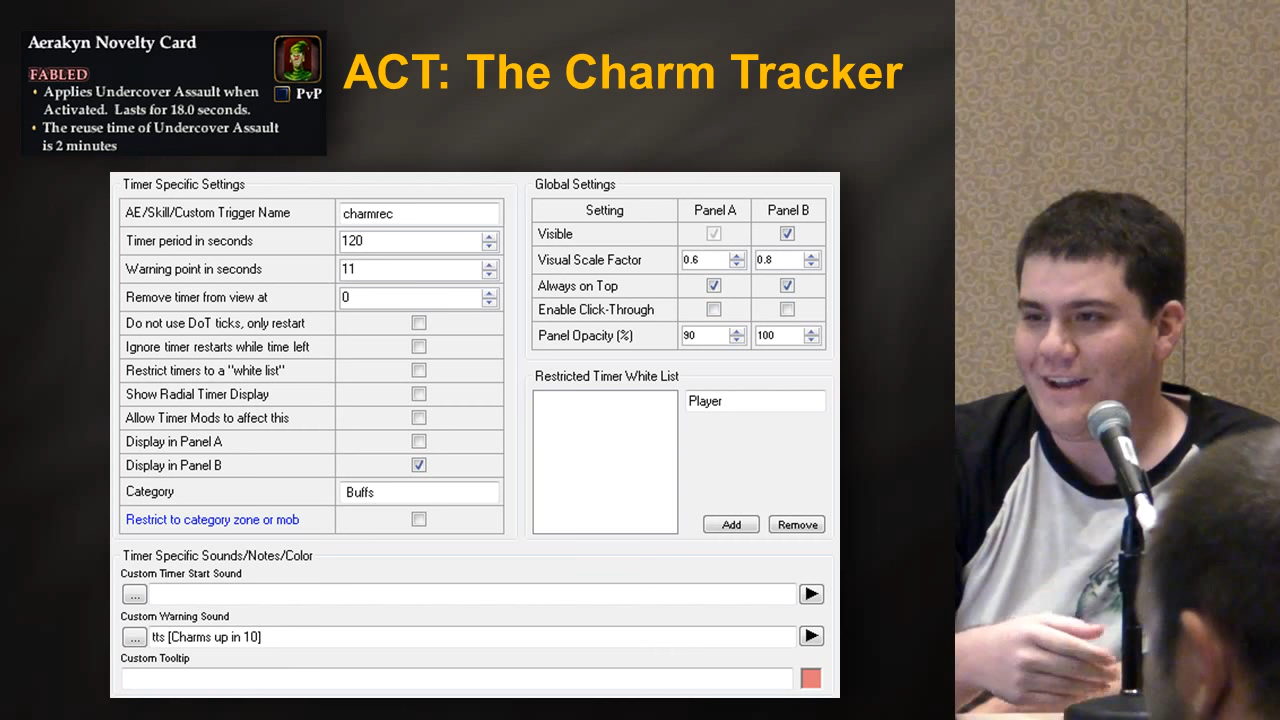 Aerakyn Novelty Card
FABLED
• Applies Undercover Assault when
Activated. Lasts for 18.0 seconds.
PvP
• The reuse time of Undercover Assault
is 2 minutes
ACT: The Charm Tracker
Timer Specific Settings
AE/Skill/Custom Trigger Name charmrec
Timer period in seconds 120
Warning point in seconds 11
Remove timer from view at 0
Do not use DoT ticks, only restart
Ignore timer restarts while time left
Restrict timers to a "white list"
Show Radial Timer Display
Allow Timer Mods to affect this
Display in Panel A
Display in Panel B
Category Buffs
Restrict to category zone or mob
Global Settings
Setting Panel A Panel B
Visible
Visual Scale Factor 0.6 0.8
Always on Top
Enable Click-Through
Panel Opacity (%) 90 100
Restricted Timer White List
Player
Add Remove
Timer Specific Sounds/Notes/Color
Custom Timer Start Sound
...
Custom Warning Sound
... tts [Charms up in 10]
Custom Tooltip